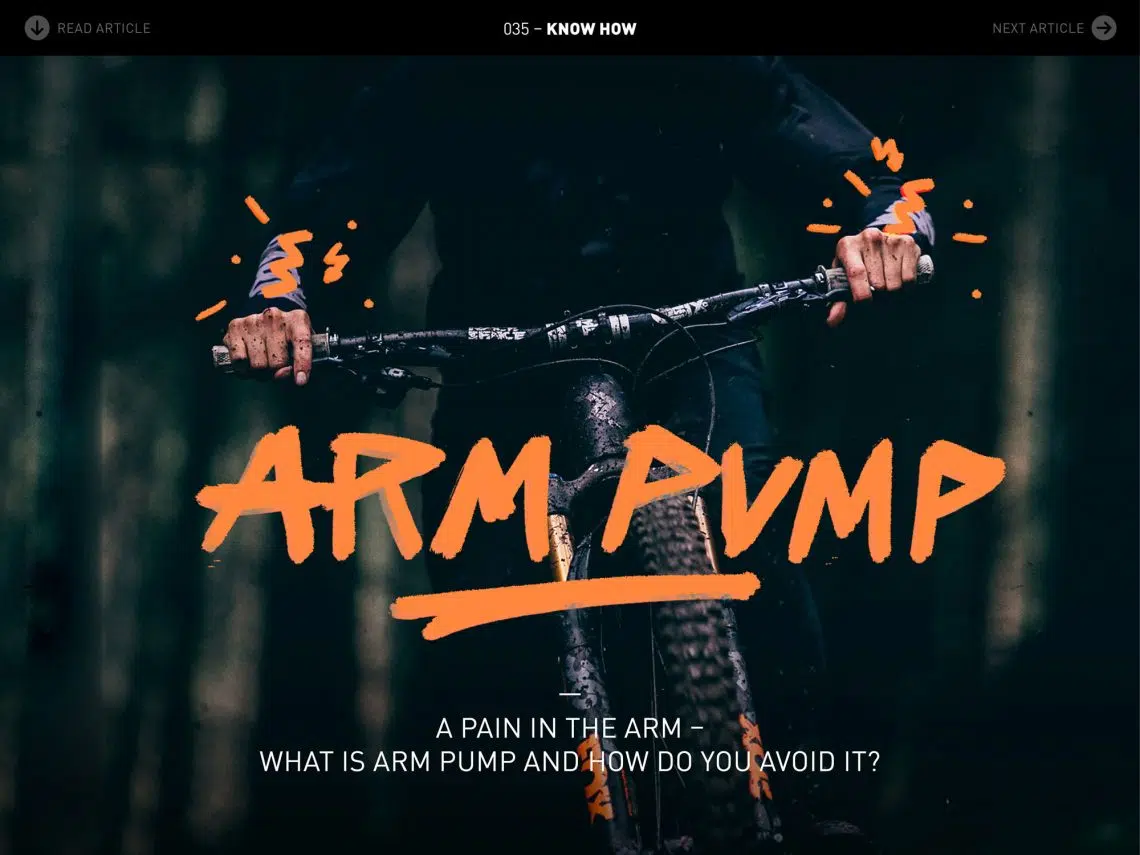 READ ARTICLE
035 – KNOW HOW
NEXT ARTICLE
ARM PUMP
—
A PAIN IN THE ARM –
WHAT IS ARM PUMP AND HOW DO YOU AVOID IT?